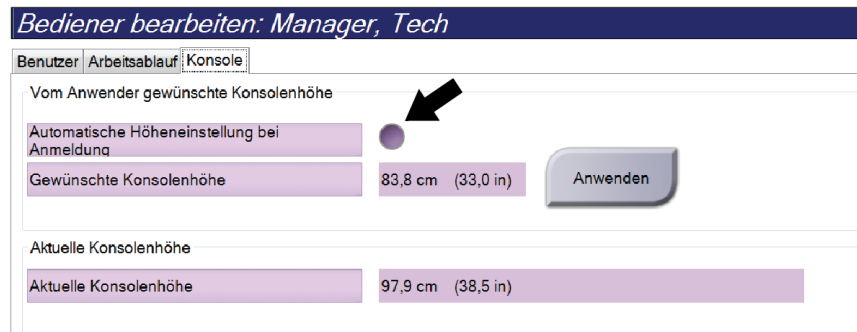 Bediener bearbeiten: Manager, Tech
Benutzer Arbeitsablauf Konsole
Vom Anwender gewünschte Konsolenhöhe
Automatische Höheneinstellung bei
Anmeldung
Gewünschte Konsolenhöhe 83,8 cm (33,0 in) Anwenden
Aktuelle Konsolenhöhe
Aktuelle Konsolenhöhe 97,9 cm (38,5 in)